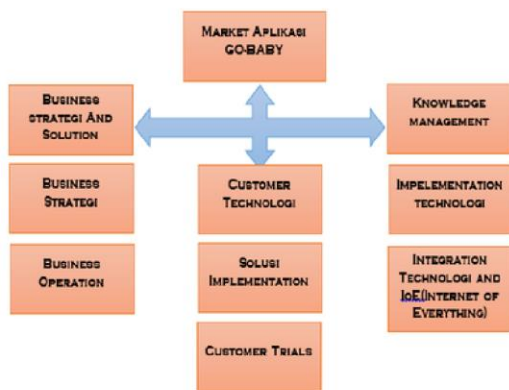 MARKET APLIKASI
GO-BABY
BUSINESS
STRATEGI AND
SOLUTION
BUSINESS
STRATEGI
BUSINESS
OPERATION
CUSTOMER
TECHNOLOGI
SOLUSI
IMPLEMENTATION
CUSTOMER TRIALS
KNOWLEDGE
MANAGEMENT
IMPELEMENTATION
TECHNOLOGI
INTEGRATION
TECHNOLOGI AND
IOE(INTERNET OF
EVERYTHING)